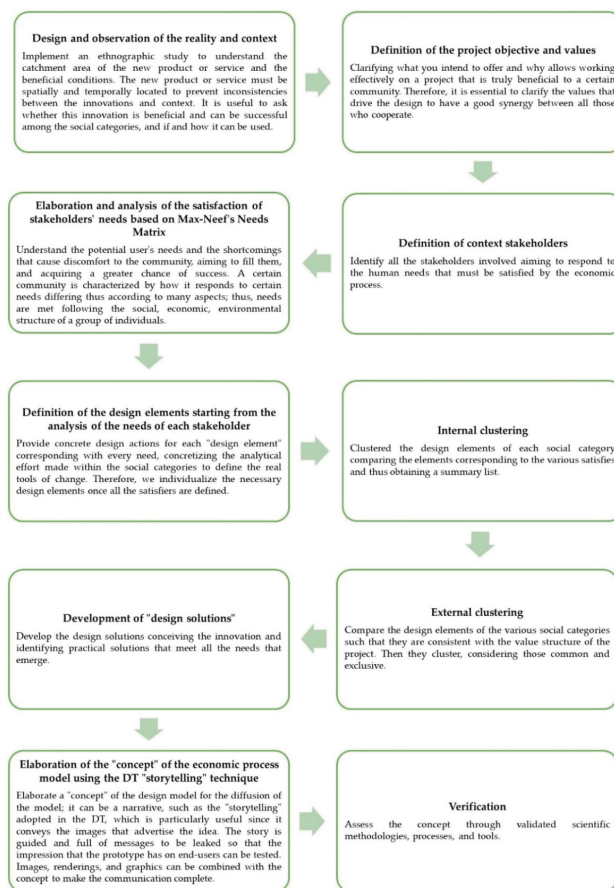 Design and observation of the reality and context
Implement an ethnographic study to understand the
catchment area of the new product or service and the
beneficial conditions. The new product or service must be
spatially and temporally located to prevent inconsistencies
between the innovations and context. It is useful to ask
whether this innovation is beneficial and can be successful
among the social categories, and if and how it can be used.
Definition of the project objective and values
Clarifying what you intend to offer and why allows working
effectively on a project that is truly beneficial to a certain
community. Therefore, it is essential to clarify the values that
drive the design to have a good synergy between all those
who cooperate.
Elaboration and analysis of the satisfaction of
stakeholders' needs based on Max-Neef's Needs
Matrix
Understand the potential user's needs and the shortcomings
that cause discomfort to the community, aiming to fill them,
and acquiring a greater chance of success. A certain
community is characterized by how it responds to certain
needs differing thus according to many aspects; thus, needs
are met following the social, economic, environmental
structure of a group of individuals.
Definition of context stakeholders
Identify all the stakeholders involved aiming to respond to
the human needs that must be satisfied by the economic
process.
Definition of the design elements starting from the
analysis of the needs of each stakeholder
Provide concrete design actions for each "design element"
corresponding with every need, concretizing the analytical
effort made within the social categories to define the real
tools of change. Therefore, we individualize the necessary
design elements once all the satisfiers are defined.
Internal clustering
Clustered the design elements of each social category
comparing the elements corresponding to the various satisfies
and thus obtaining a summary list.
Development of "design solutions"
Develop the design solutions conceiving the innovation and
identifying practical solutions that meet all the needs that
emerge.
External clustering
Compare the design elements of the various social categories
such that they are consistent with the value structure of the
project. Then they cluster, considering those common and
exclusive.
Elaboration of the "concept" of the economic process
model using the DT "storytelling" technique
Elaborate a "concept" of the design model for the diffusion of
the model; it can be a narrative, such as the "storytelling"
adopted in the DT, which is particularly useful since it
conveys the images that advertise the idea. The story is
guided and full of messages to be leaked so that the
impression that the prototype has on end-users can be tested.
Images, renderings, and graphics can be combined with the
concept to make the communication complete.
Verification
Assess the concept through validated scientific
methodologies, processes, and tools.